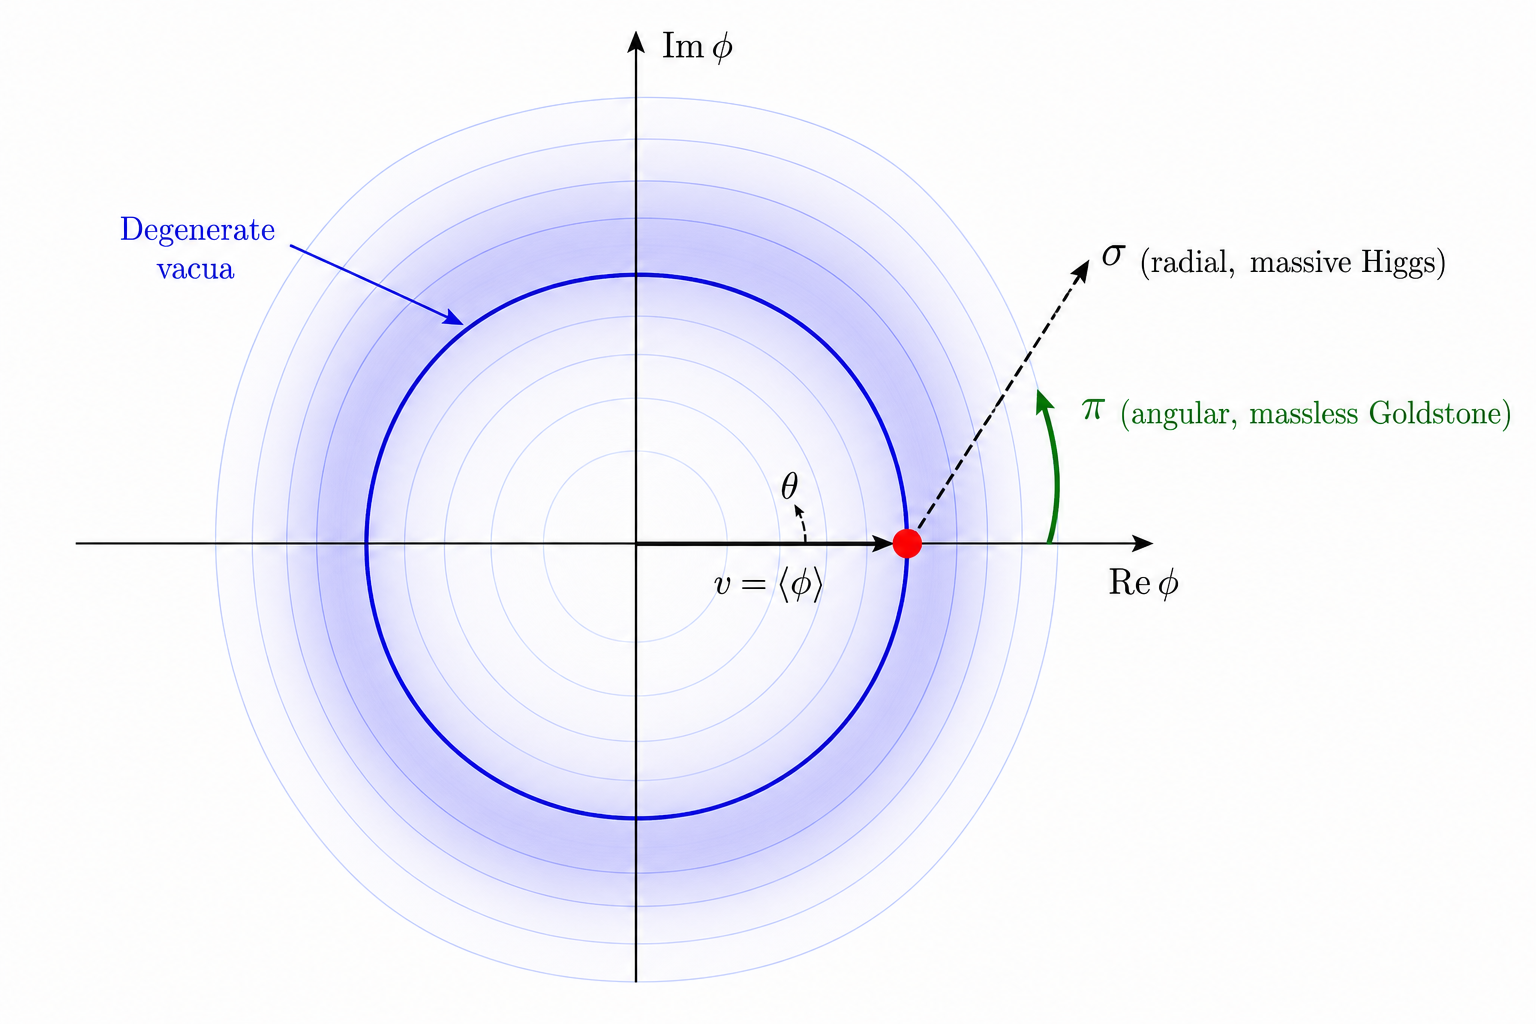 Im ϕ
Degenerate
vacua
σ (radial, massive Higgs)
π (angular, massless Goldstone)
θ
v = ⟨ϕ⟩
Re ϕ